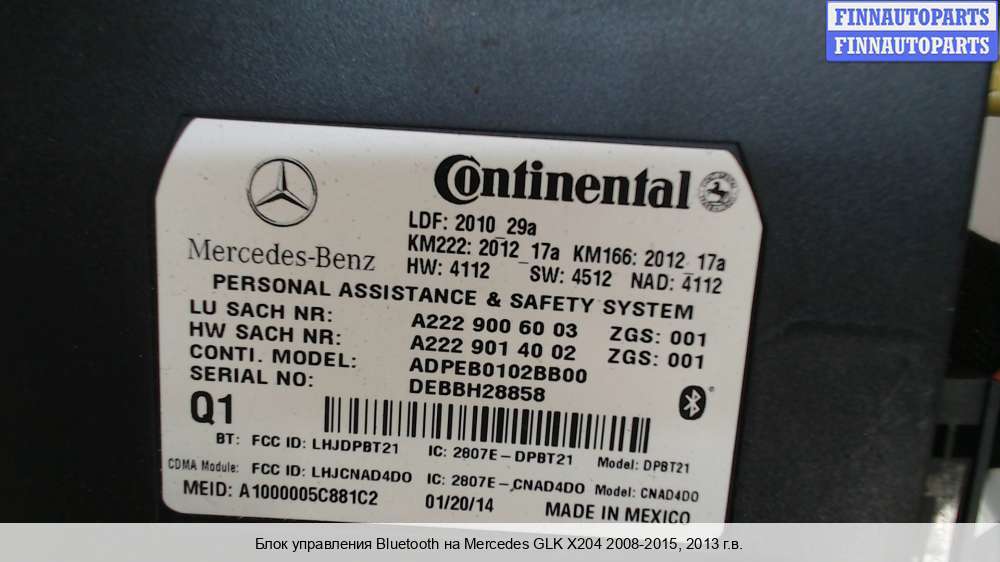 FINNAUTOPARTS
FINNAUTOPARTS
Continental
Mercedes-Benz
LDF: 2010_29a
KM222: 2012_17a KM166: 2012_17a
HW: 4112 SW: 4512 NAD: 4112
PERSONAL ASSISTANCE & SAFETY SYSTEM
LU SACH NR: A222 900 60 03 ZGS: 001
HW SACH NR: A222 901 40 02 ZGS: 001
CONTI. MODEL: ADPEB0102BB00
SERIAL NO: DEBBH28858
Q1
BT: FCC ID: LHJDPBT21 IC: 2807E-DPBT21 Model: DPBT21
CDMA Module: FCC ID: LHJCNAD4DO IC: 2807E-CNAD4DO Model: CNAD4DO
MEID: A1000005C881C2 01/20/14 MADE IN MEXICO
Блок управления Bluetooth на Mercedes GLK X204 2008-2015, 2013 г.в.